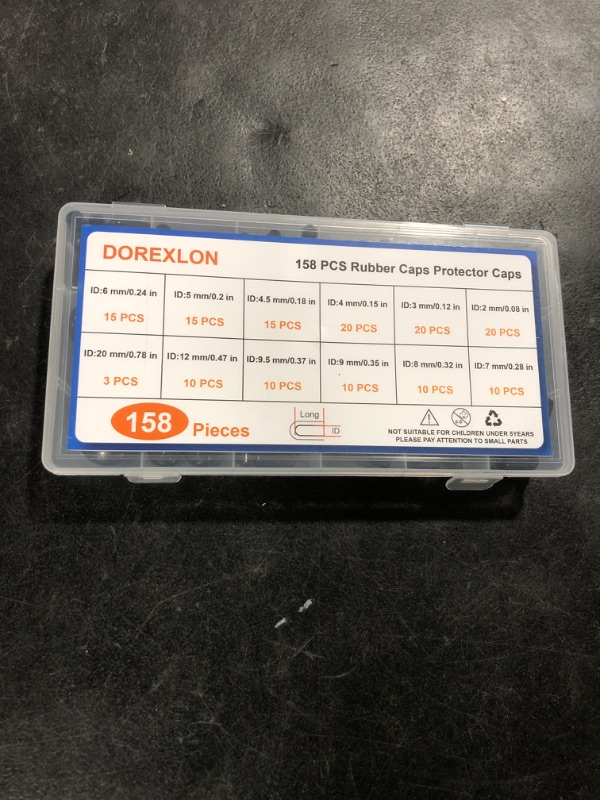 DOREXLON
158 PCS Rubber Caps Protector Caps
ID:6 mm/0.24 in ID:5 mm/0.2 in ID:4.5 mm/0.18 in ID:4 mm/0.15 in ID:3 mm/0.12 in ID:2 mm/0.08 in
15 PCS 15 PCS 15 PCS 20 PCS 20 PCS 20 PCS
ID:20 mm/0.78 in ID:12 mm/0.47 in ID:9.5 mm/0.37 in ID:9 mm/0.35 in ID:8 mm/0.32 in ID:7 mm/0.28 in
3 PCS 10 PCS 10 PCS 10 PCS 10 PCS 10 PCS
158 Pieces
Long
ID
NOT SUITABLE FOR CHILDREN UNDER 5YEARS
PLEASE PAY ATTENTION TO SMALL PARTS